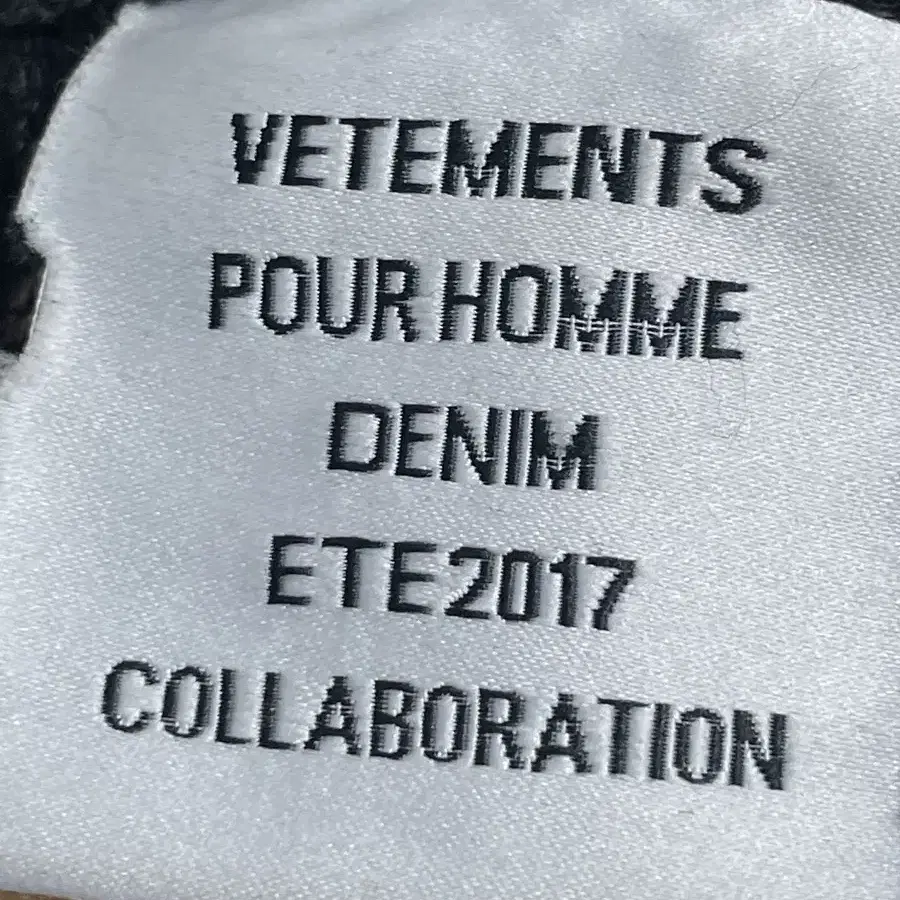 VETEMENTS
POUR HOMME
DENIM
ETE2017
COLLABORATION